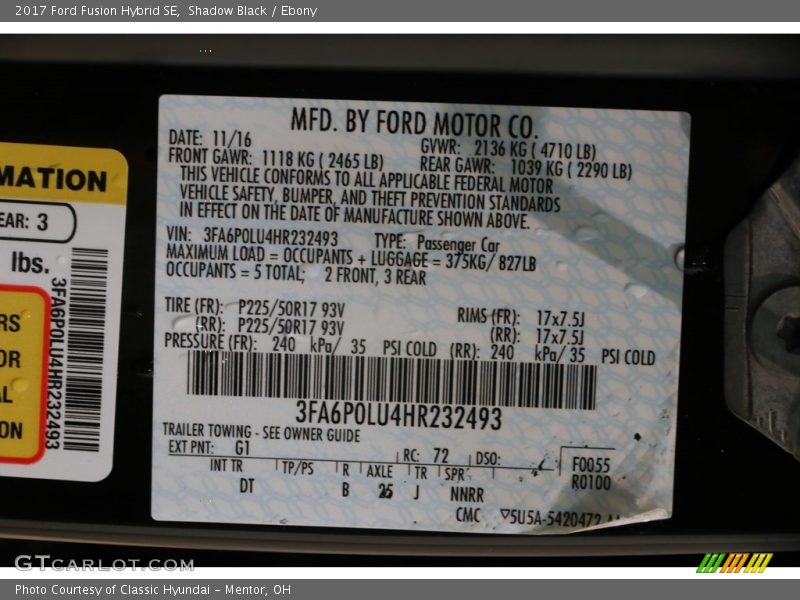 2017 Ford Fusion Hybrid SE, Shadow Black / Ebony
MATION
EAR: 3
lbs.
RS
OR
AL
ON
3FA6P0LU4HR232493
MFD. BY FORD MOTOR CO.
DATE: 11/16 GVWR: 2136 KG ( 4710 LB)
FRONT GAWR: 1118 KG ( 2465 LB) REAR GAWR: 1039 KG ( 2290 LB)
THIS VEHICLE CONFORMS TO ALL APPLICABLE FEDERAL MOTOR
VEHICLE SAFETY, BUMPER, AND THEFT PREVENTION STANDARDS
IN EFFECT ON THE DATE OF MANUFACTURE SHOWN ABOVE.
VIN: 3FA6P0LU4HR232493 TYPE: Passenger Car
MAXIMUM LOAD = OCCUPANTS + LUGGAGE = 375KG/ 827LB
OCCUPANTS = 5 TOTAL; 2 FRONT, 3 REAR
TIRE (FR): P225/50R17 93V RIMS (FR): 17x7.5J
(RR): P225/50R17 93V (RR): 17x7.5J
PRESSURE (FR): 240 kPa/ 35 PSI COLD (RR): 240 kPa/ 35 PSI COLD
3FA6P0LU4HR232493
TRAILER TOWING - SEE OWNER GUIDE
EXT PNT: G1 RC: 72 DSO: F0055
INT TR TP/PS R AXLE TR SPR R0100
DT B 25 J NNRR
CMC ▽5U5A-5420472
GTCARLOT.COM
Photo Courtesy of Classic Hyundai - Mentor, OH